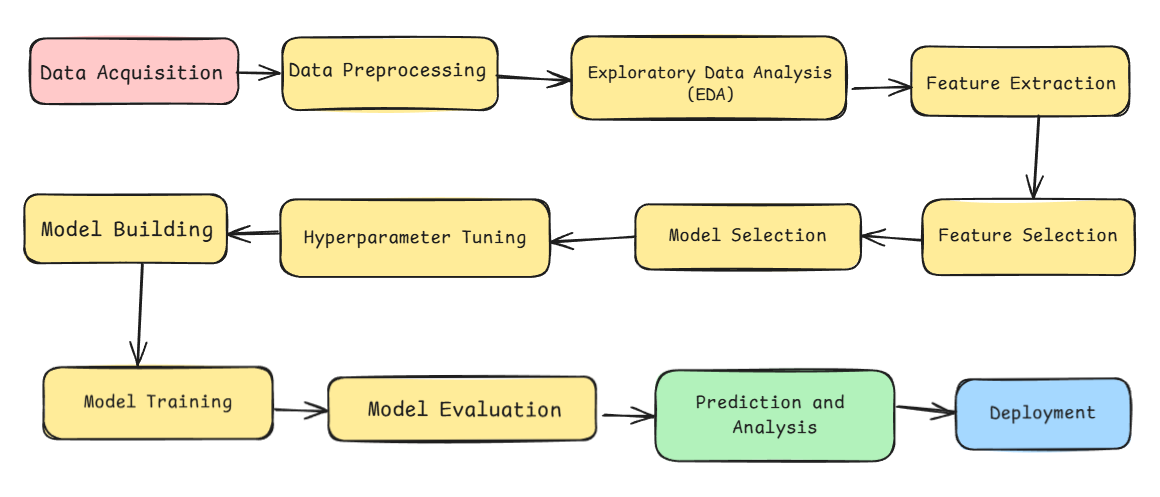 Data Acquisition
Data Preprocessing
Exploratory Data Analysis
(EDA)
Feature Extraction
Feature Selection
Model Selection
Hyperparameter Tuning
Model Building
Model Training
Model Evaluation
Prediction and
Analysis
Deployment